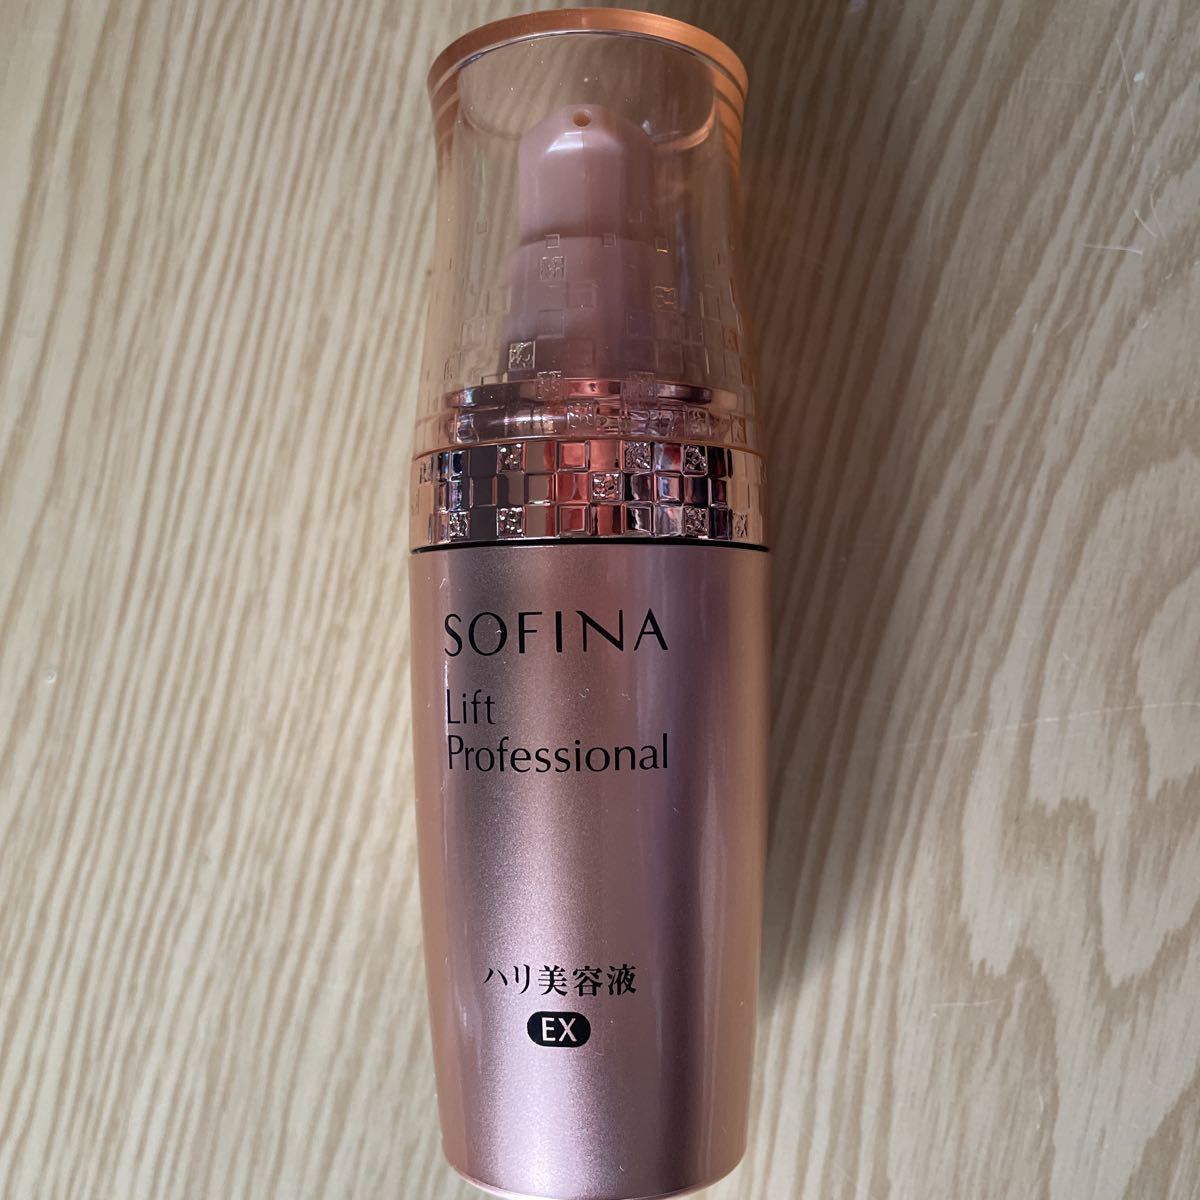 SOFINA
Lift
Professional
ハリ美容液
EX